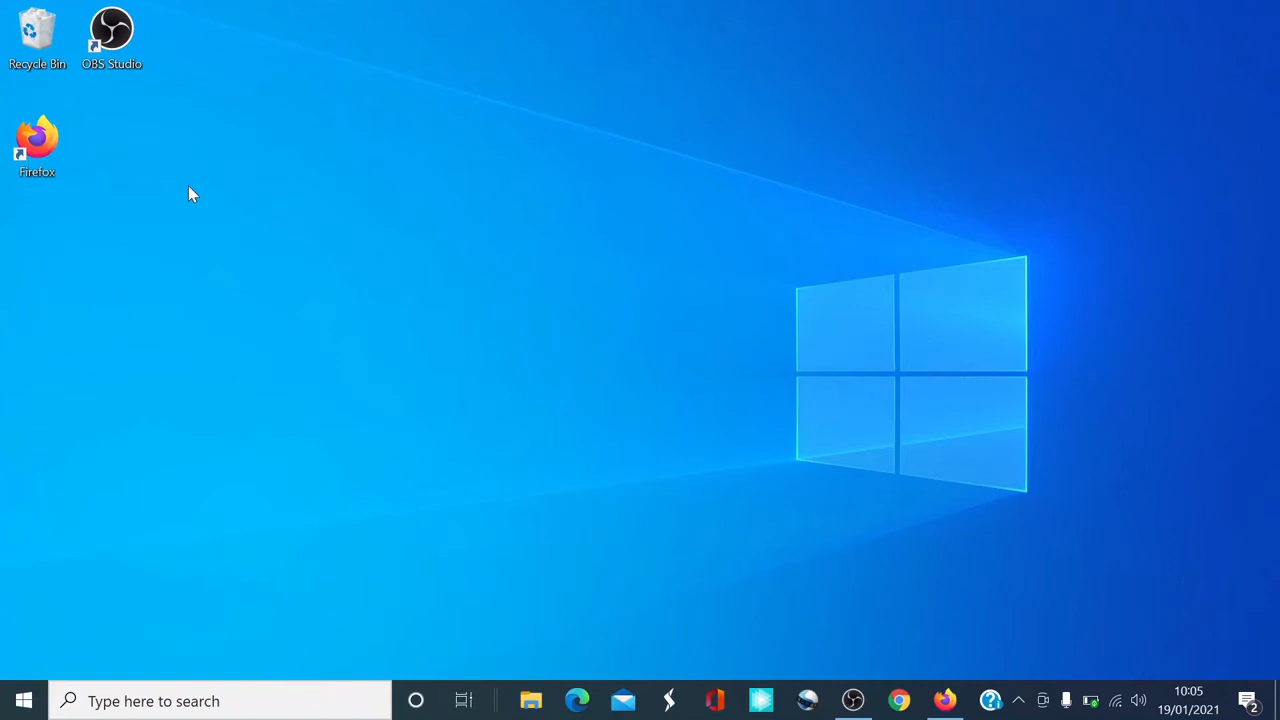 Recycle Bin
OBS Studio
Firefox
Type here to search
10:05
19/01/2021
2